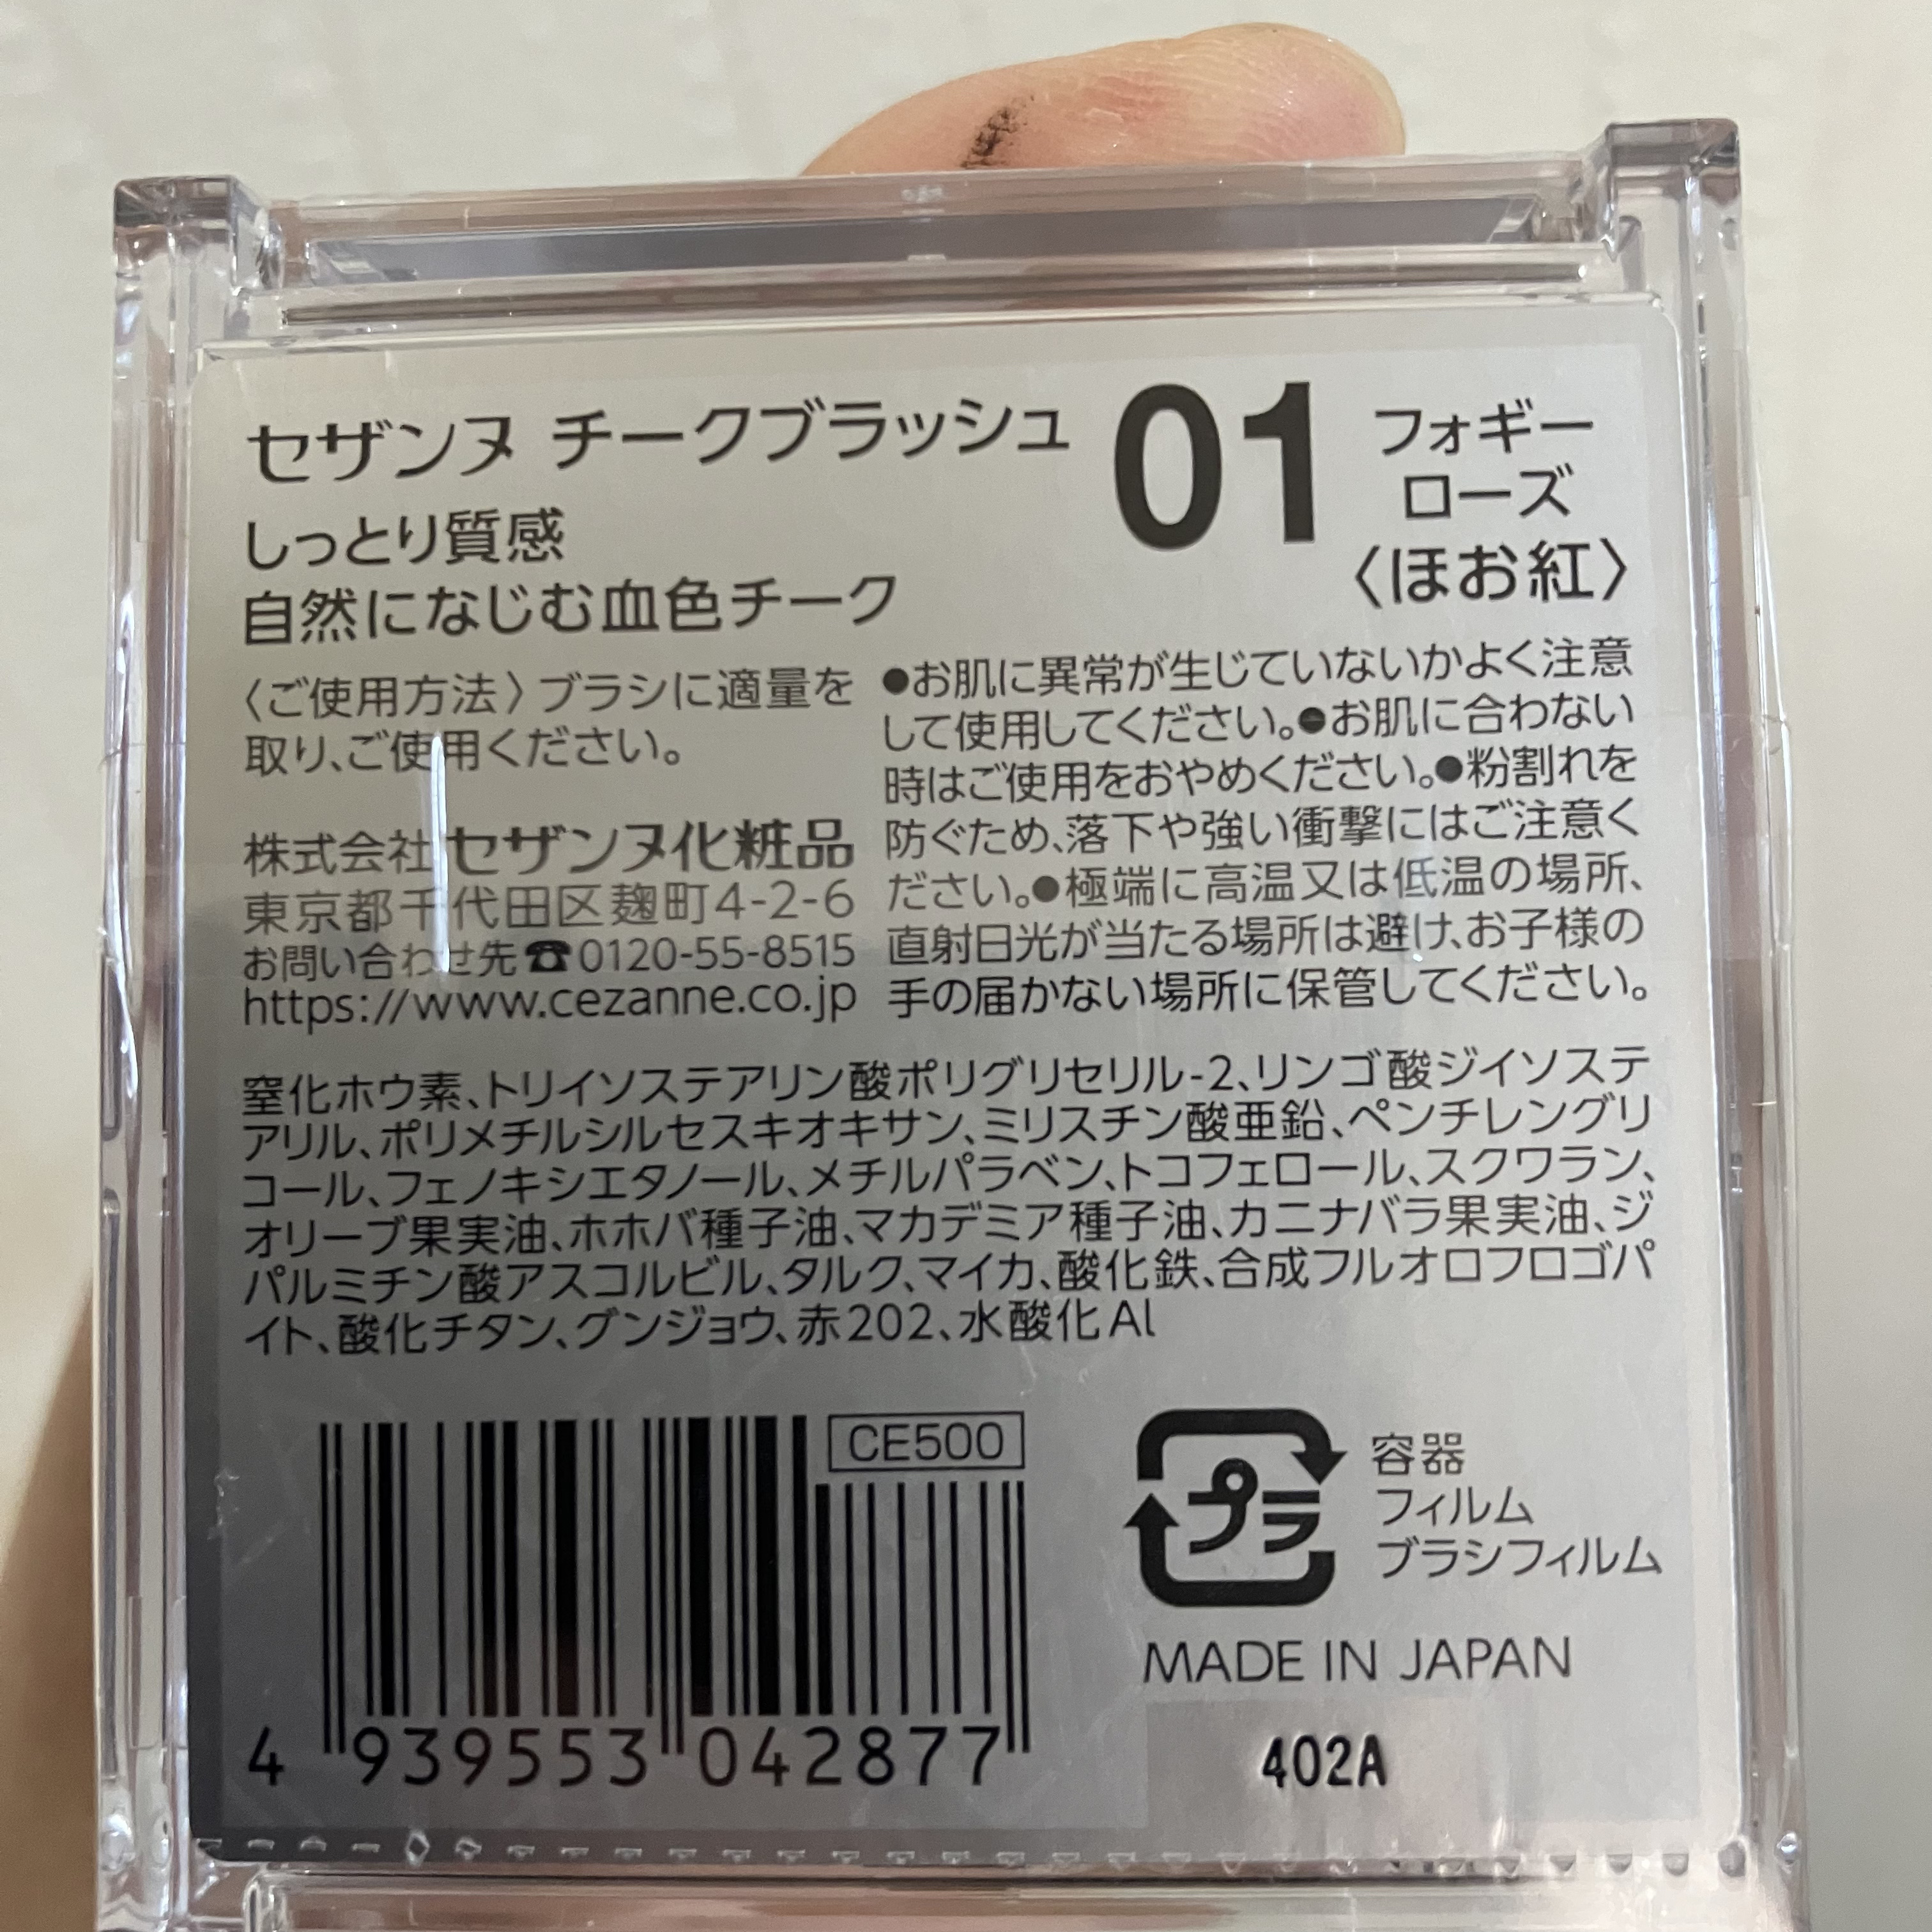 セザンヌ チークブラッシュ
01
フォギー
ローズ
〈ほお紅〉
しっとり質感
自然になじむ血色チーク
〈ご使用方法〉ブラシに適量を
取り、ご使用ください。
株式会社セザンヌ化粧品
東京都千代田区麹町4-2-6
お問い合わせ先☎0120-55-8515
https://www.cezanne.co.jp
●お肌に異常が生じていないかよく注意
して使用してください。●お肌に合わない
時はご使用をおやめください。●粉割れを
防ぐため、落下や強い衝撃にはご注意く
ださい。●極端に高温又は低温の場所、
直射日光が当たる場所は避け、お子様の
手の届かない場所に保管してください。
窒化ホウ素、トリイソステアリン酸ポリグリセリル-2、リンゴ酸ジイソステ
アリル、ポリメチルシルセスキオキサン、ミリスチン酸亜鉛、ペンチレングリ
コール、フェノキシエタノール、メチルパラベン、トコフェロール、スクワラン、
オリーブ果実油、ホホバ種子油、マカデミア種子油、カニナバラ果実油、ジ
パルミチン酸アスコルビル、タルク、マイカ、酸化鉄、合成フルオロフロゴパ
イト、酸化チタン、グンジョウ、赤202、水酸化Al
CE500
4 939553 042877
プラ
容器
フィルム
ブラシフィルム
MADE IN JAPAN
402A